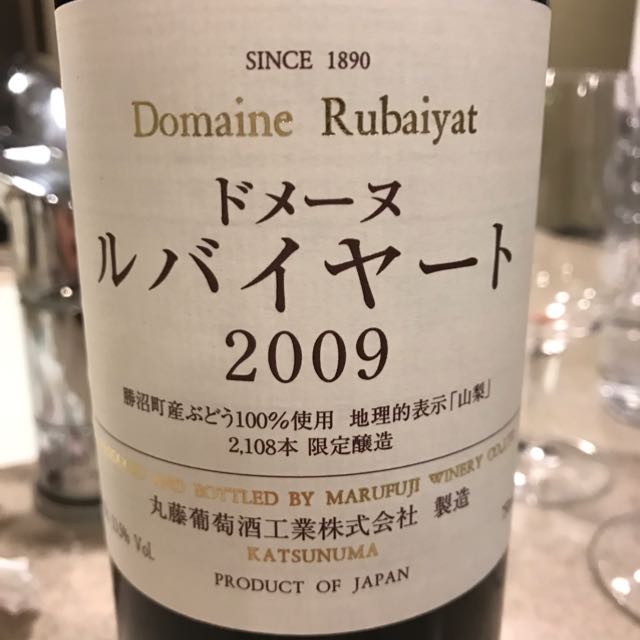 SINCE 1890
Domaine Rubaiyat
ドメーヌ
ルバイヤート
2009
勝沼町産ぶどう100%使用 地理的表示「山梨」
2,108本 限定醸造
AND BOTTLED BY MARUFUJI WINERY CO.,
丸藤葡萄酒工業株式会社 製造
% Vol.
KATSUNUMA
PRODUCT OF JAPAN